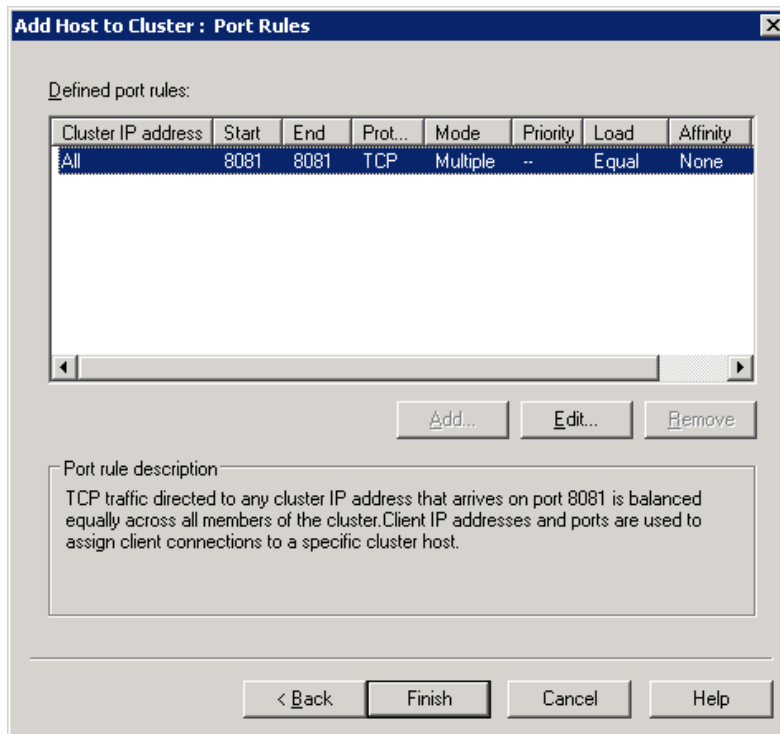 Add Host to Cluster : Port Rules
Defined port rules:
Cluster IP address Start End Prot... Mode Priority Load Affinity
All 8081 8081 TCP Multiple -- Equal None
Add... Edit... Remove
Port rule description
TCP traffic directed to any cluster IP address that arrives on port 8081 is balanced
equally across all members of the cluster.Client IP addresses and ports are used to
assign client connections to a specific cluster host.
< Back Finish Cancel Help